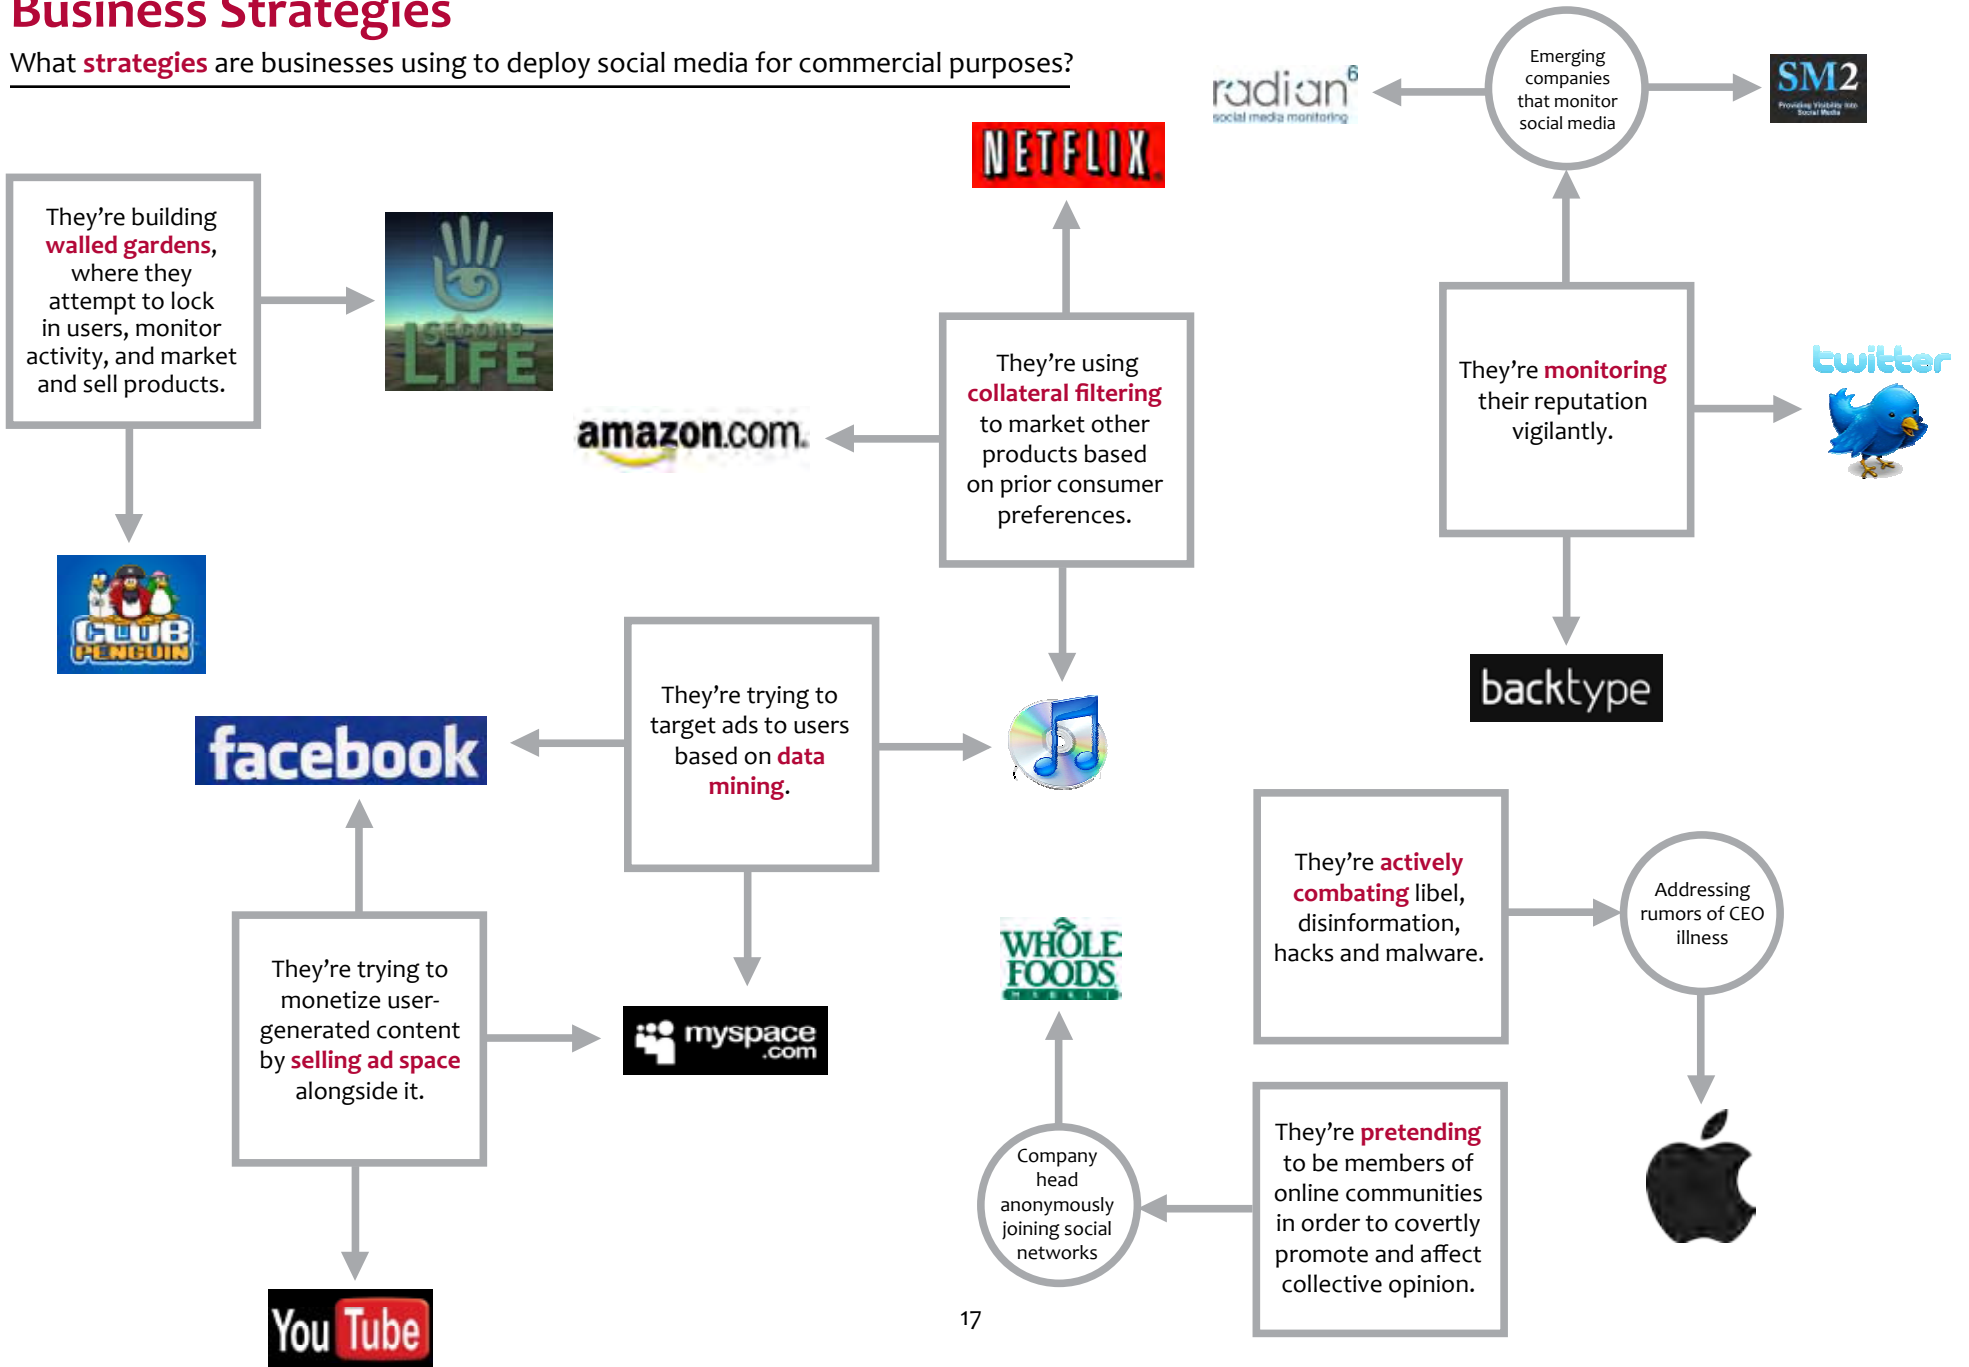 Business Strategies
What strategies are businesses using to deploy social media for commercial purposes?
They’re building
walled gardens,
where they
attempt to lock
in users, monitor
activity, and market
and sell products.
SECOND
LIFE
CLUB
PENGUIN
NETFLIX
amazon.com.
They’re using
collateral filtering
to market other
products based
on prior consumer
preferences.
radian6
social media monitoring
Emerging
companies
that monitor
social media
SM2
Providing Visibility Into
Social Media
They’re monitoring
their reputation
vigilantly.
twitter
backtype
facebook
They’re trying to
target ads to users
based on data
mining.
They’re trying to
monetize user-
generated content
by selling ad space
alongside it.
myspace
.com
You Tube
WHOLE
FOODS
MARKET
They’re actively
combating libel,
disinformation,
hacks and malware.
Addressing
rumors of CEO
illness
Company
head
anonymously
joining social
networks
They’re pretending
to be members of
online communities
in order to covertly
promote and affect
collective opinion.
17